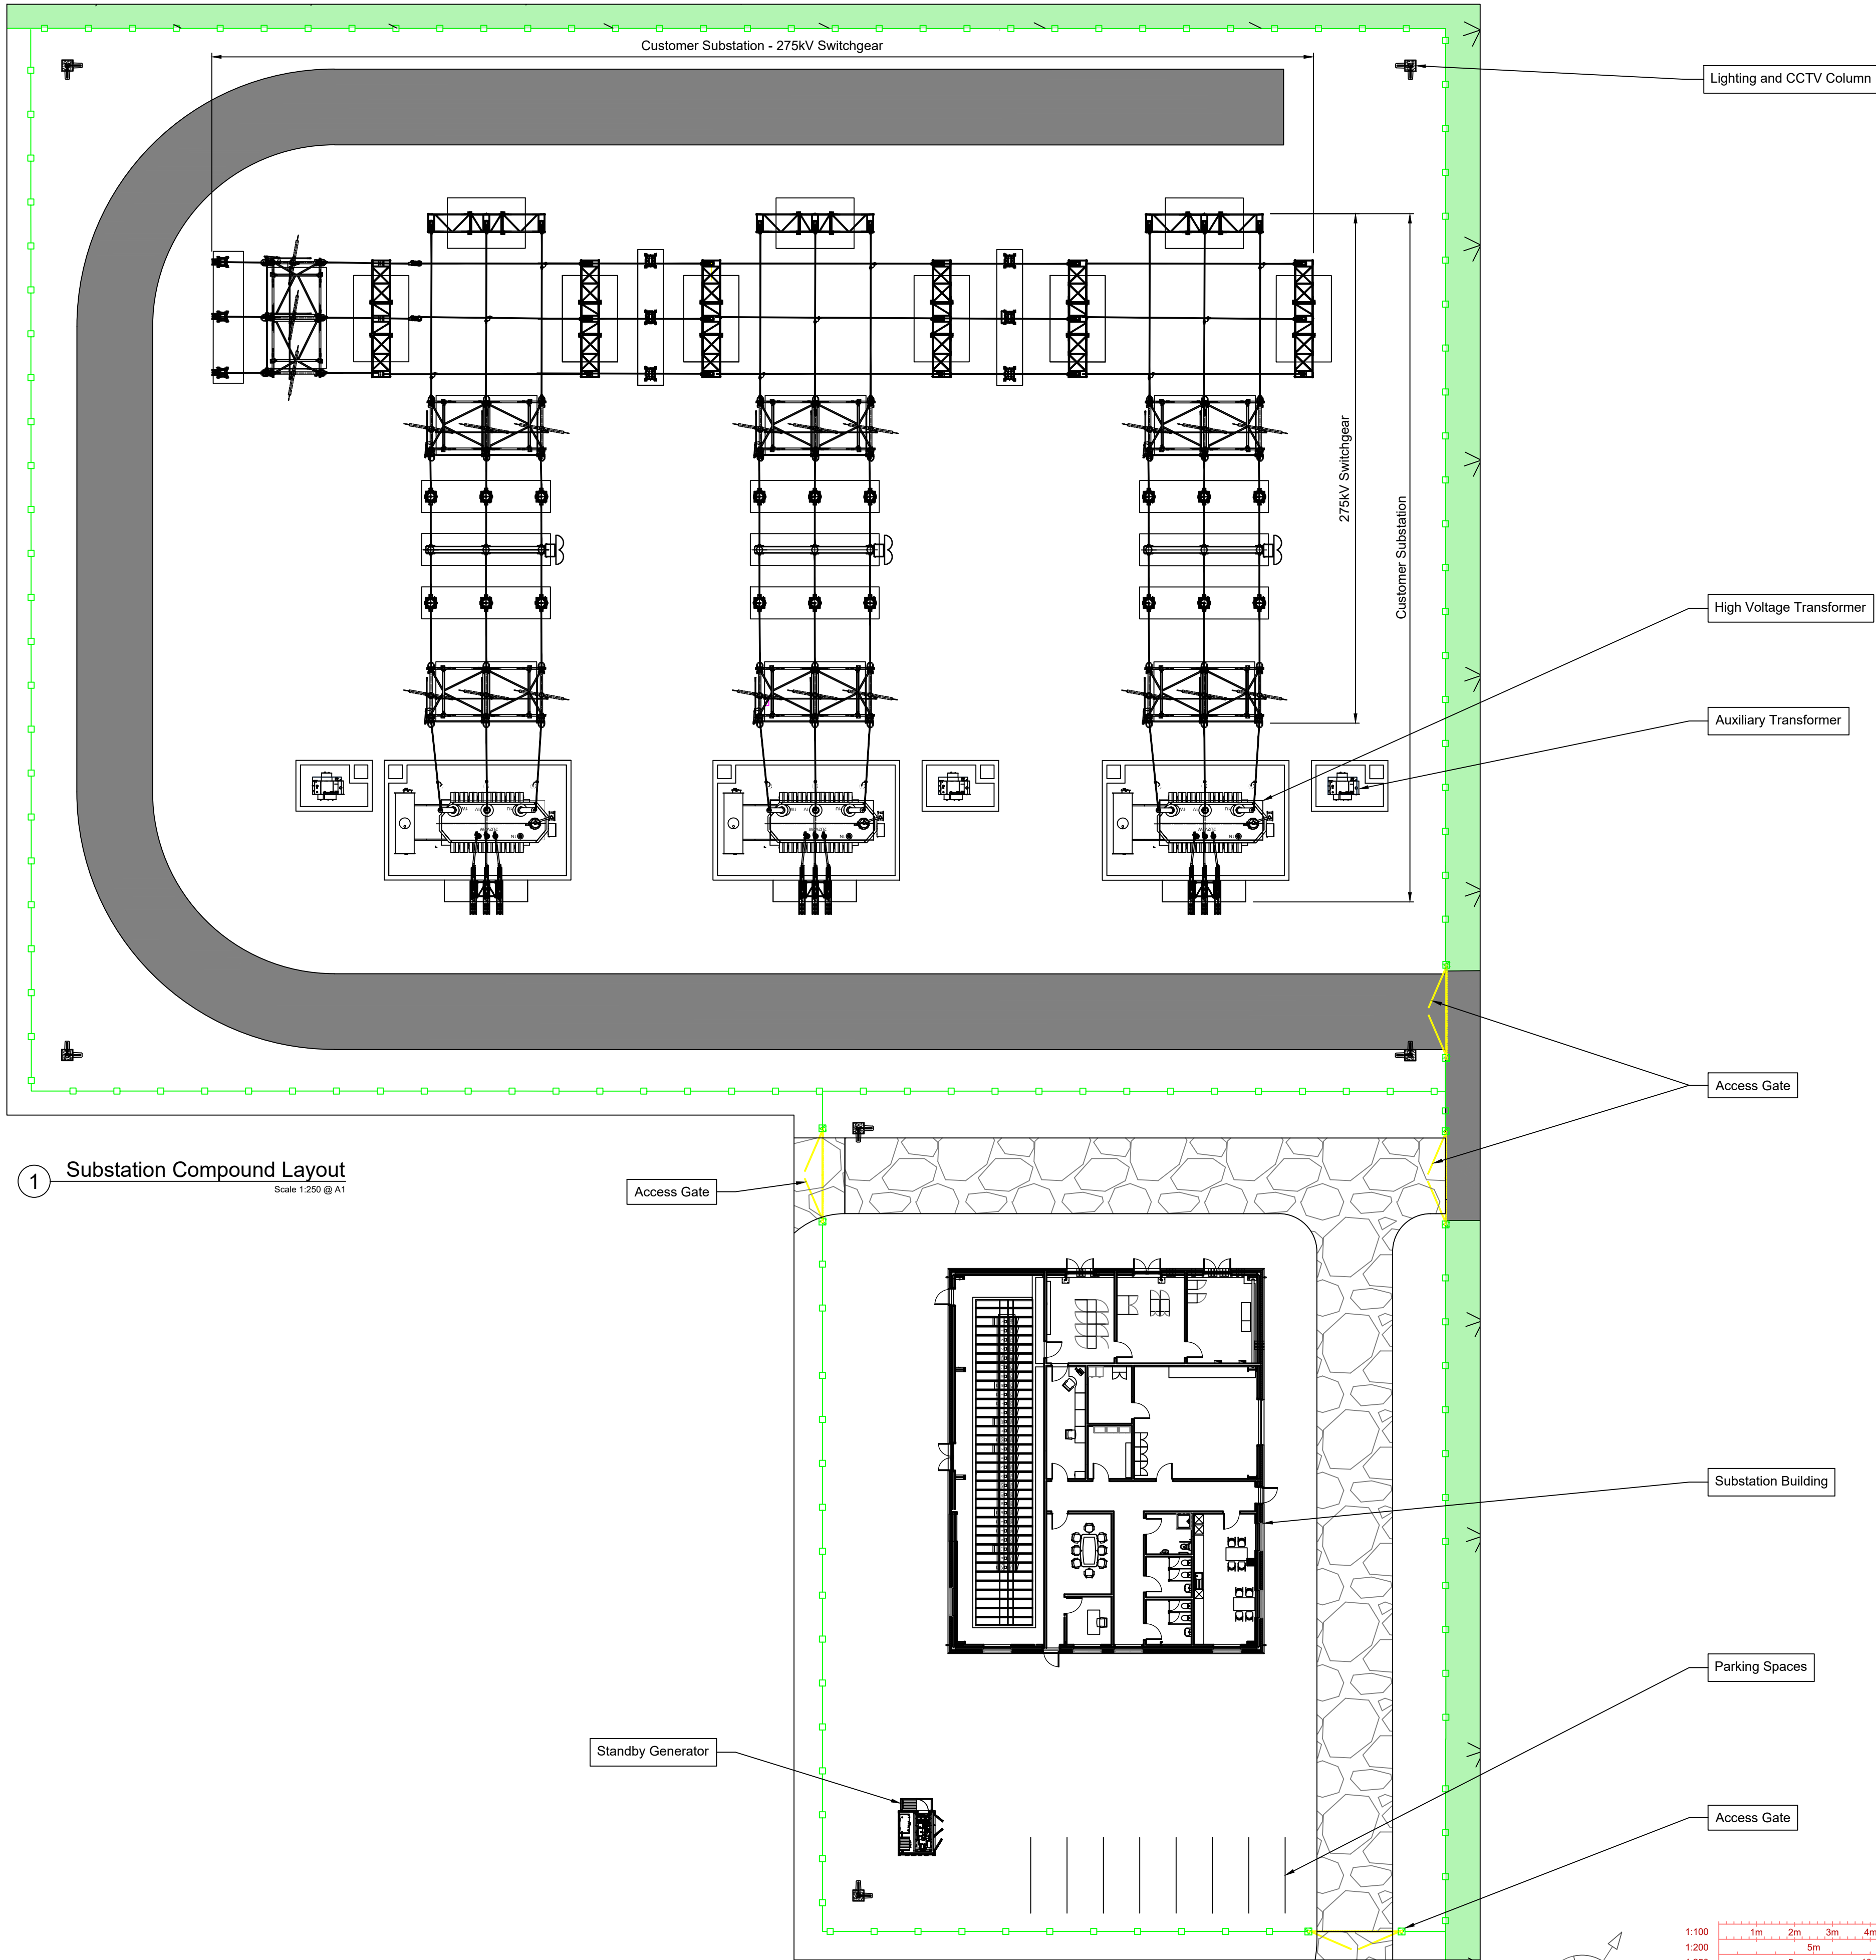 Customer Substation - 275kV Switchgear
Lighting and CCTV Column
275kV Switchgear
Customer Substation
High Voltage Transformer
Auxiliary Transformer
Access Gate
1
Substation Compound Layout
Scale 1:250 @ A1
Access Gate
Substation Building
Parking Spaces
Standby Generator
Access Gate
1:100 1m 2m 3m 4m
1:200 5m